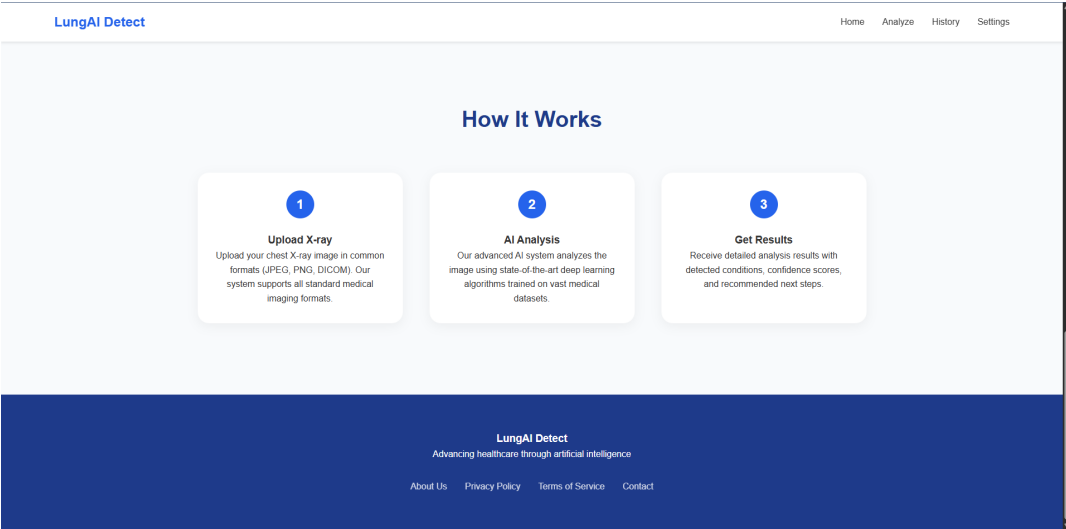 LungAI Detect
Home Analyze History Settings
How It Works
1
Upload X-ray
Upload your chest X-ray image in common
formats (JPEG, PNG, DICOM). Our
system supports all standard medical
imaging formats.
2
AI Analysis
Our advanced AI system analyzes the
image using state-of-the-art deep learning
algorithms trained on vast medical
datasets.
3
Get Results
Receive detailed analysis results with
detected conditions, confidence scores,
and recommended next steps.
LungAI Detect
Advancing healthcare through artificial intelligence
About Us Privacy Policy Terms of Service Contact